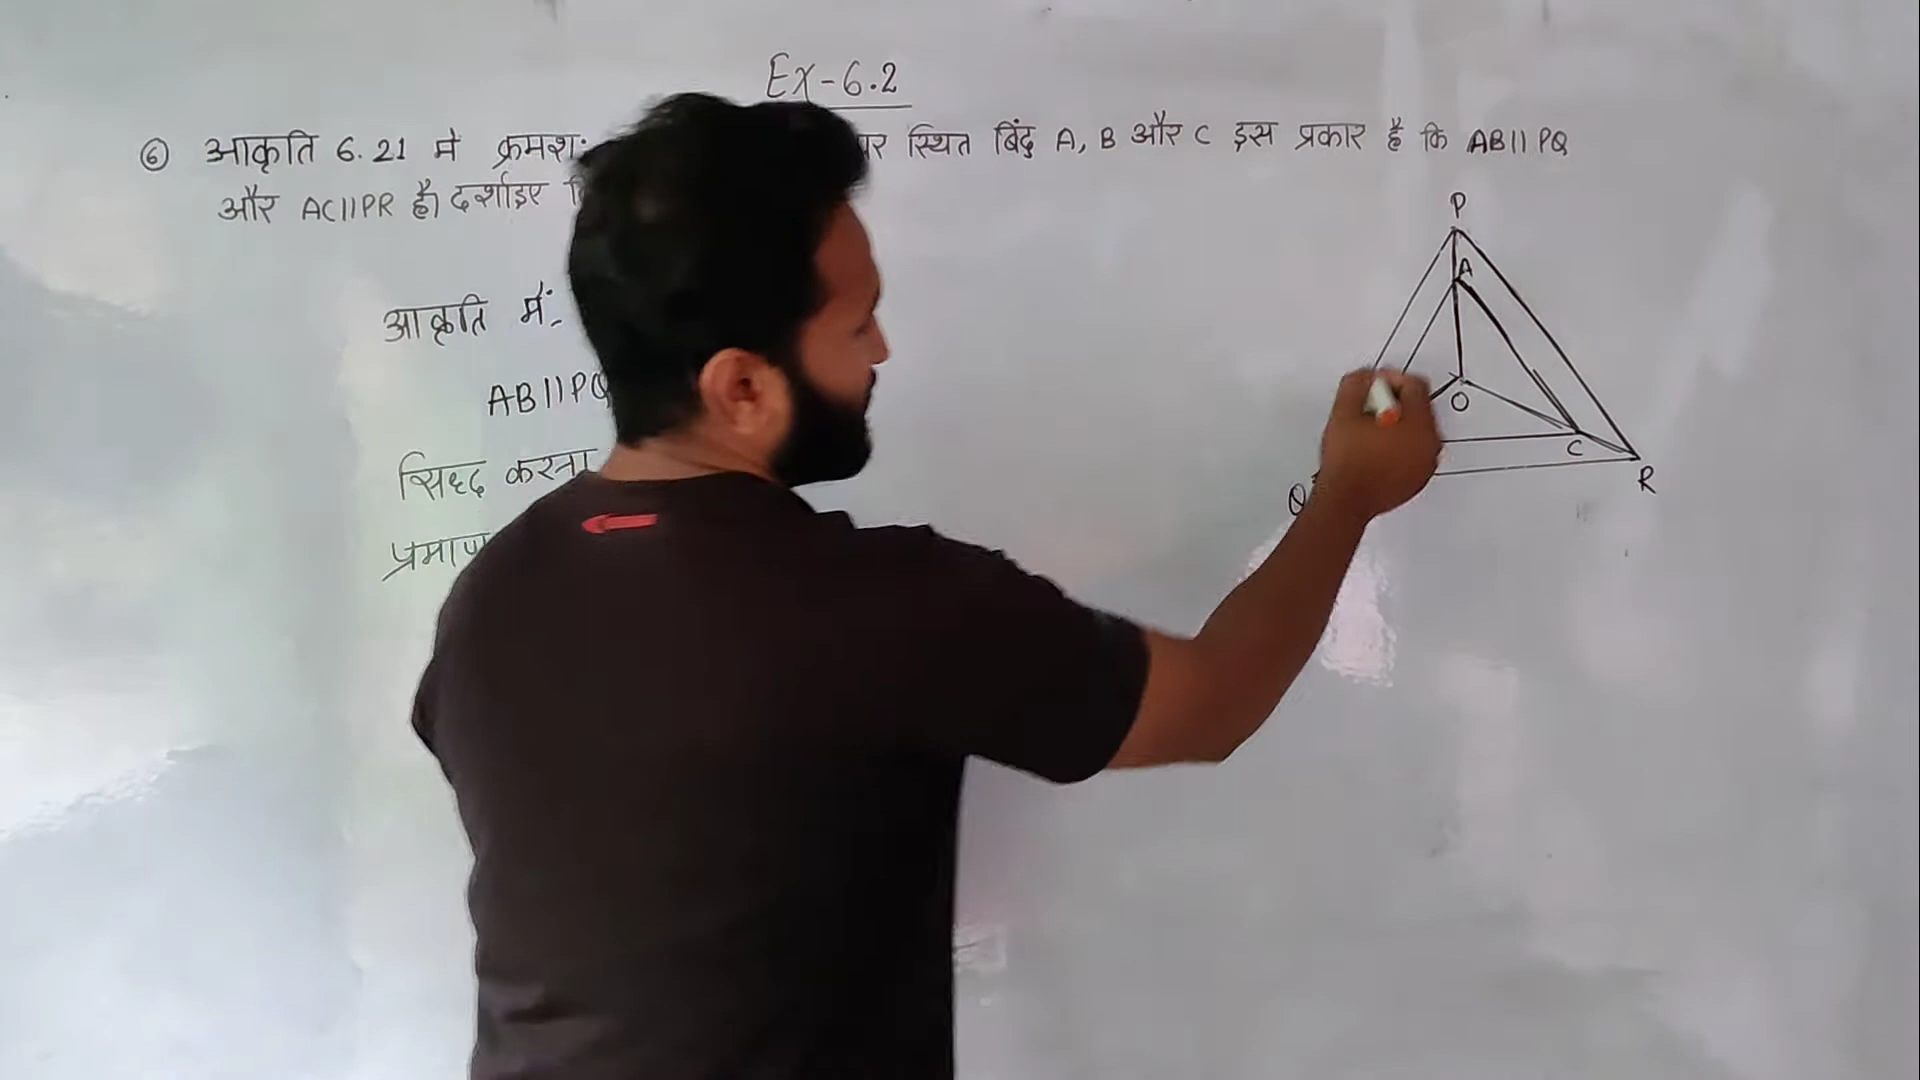 Ex-6.2
⑥ आकृति 6.21 में क्रमशः पर स्थित बिंदु A, B और C इस प्रकार है कि AB||PQ
और AC||PR है। दर्शाइए
P
A
आकृति में:-
AB||PQ
O
C
सिध्द करना
R
Q
प्रमाण